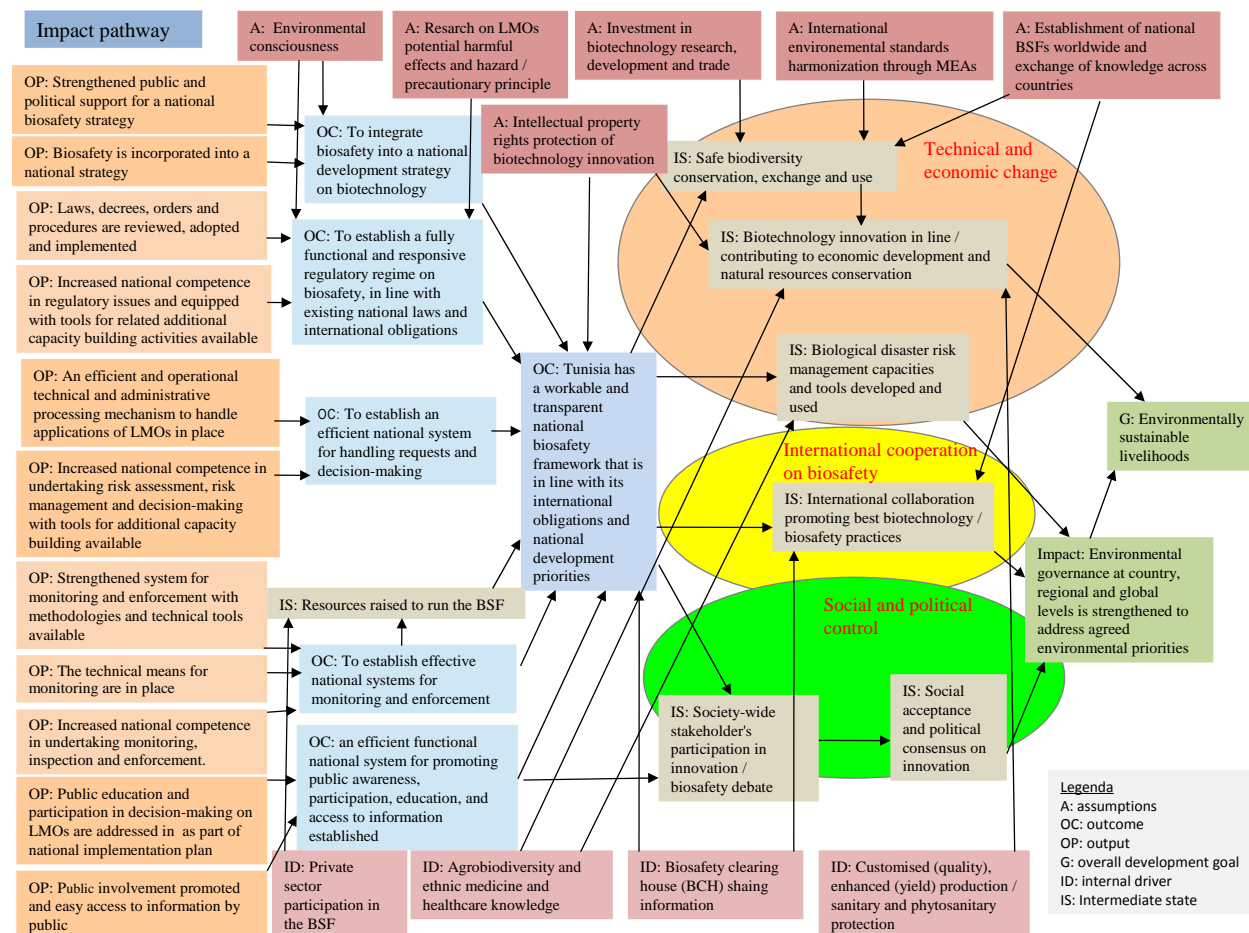 Impact pathway
A: Environmental
consciousness
A: Resarch on LMOs
potential harmful
effects and hazard /
precautionary principle
A: Investment in
biotechnology research,
development and trade
A: International
environemental standards
harmonization through MEAs
A: Establishment of national
BSFs worldwide and
exchange of knowledge across
countries
A: Intellectual property
rights protection of
biotechnology innovation
OP: Strengthened public and
political support for a national
biosafety strategy
OP: Biosafety is incorporated into a
national strategy
OP: Laws, decrees, orders and
procedures are reviewed, adopted
and implemented
OP: Increased national competence
in regulatory issues and equipped
with tools for related additional
capacity building activities available
OP: An efficient and operational
technical and administrative
processing mechanism to handle
applications of LMOs in place
OP: Increased national competence in
undertaking risk assessment, risk
management and decision-making
with tools for additional capacity
building available
OP: Strengthened system for
monitoring and enforcement with
methodologies and technical tools
available
OP: The technical means for
monitoring are in place
OP: Increased national competence
in undertaking monitoring,
inspection and enforcement.
OP: Public education and
participation in decision-making on
LMOs are addressed in as part of
national implementation plan
OP: Public involvement promoted
and easy access to information by
public
OC: To integrate
biosafety into a national
development strategy
on biotechnology
OC: To establish a fully
functional and responsive
regulatory regime on
biosafety, in line with
existing national laws and
international obligations
OC: To establish an
efficient national system
for handling requests and
decision-making
IS: Resources raised to run the BSF
OC: To establish effective
national systems for
monitoring and enforcement
OC: an efficient functional
national system for promoting
public awareness,
participation, education, and
access to information
established
OC: Tunisia has
a workable and
transparent
national
biosafety
framework that is
in line with its
international
obligations and
national
development
priorities
Technical and
economic change
IS: Safe biodiversity
conservation, exchange and use
IS: Biotechnology innovation in line /
contributing to economic development and
natural resources conservation
IS: Biological disaster risk
management capacities
and tools developed and
used
International cooperation
on biosafety
IS: International collaboration
promoting best biotechnology /
biosafety practices
Social and political
control
IS: Society-wide
stakeholder's
participation in
innovation /
biosafety debate
IS: Social
acceptance
and political
consensus on
innovation
G: Environmentally
sustainable
livelihoods
Impact: Environmental
governance at country,
regional and global
levels is strengthened to
address agreed
environmental priorities
ID: Private
sector
participation in
the BSF
ID: Agrobiodiversity and
ethnic medicine and
healthcare knowledge
ID: Biosafety clearing
house (BCH) shaing
information
ID: Customised (quality),
enhanced (yield) production /
sanitary and phytosanitary
protection
Legenda
A: assumptions
OC: outcome
OP: output
G: overall development goal
ID: internal driver
IS: Intermediate state